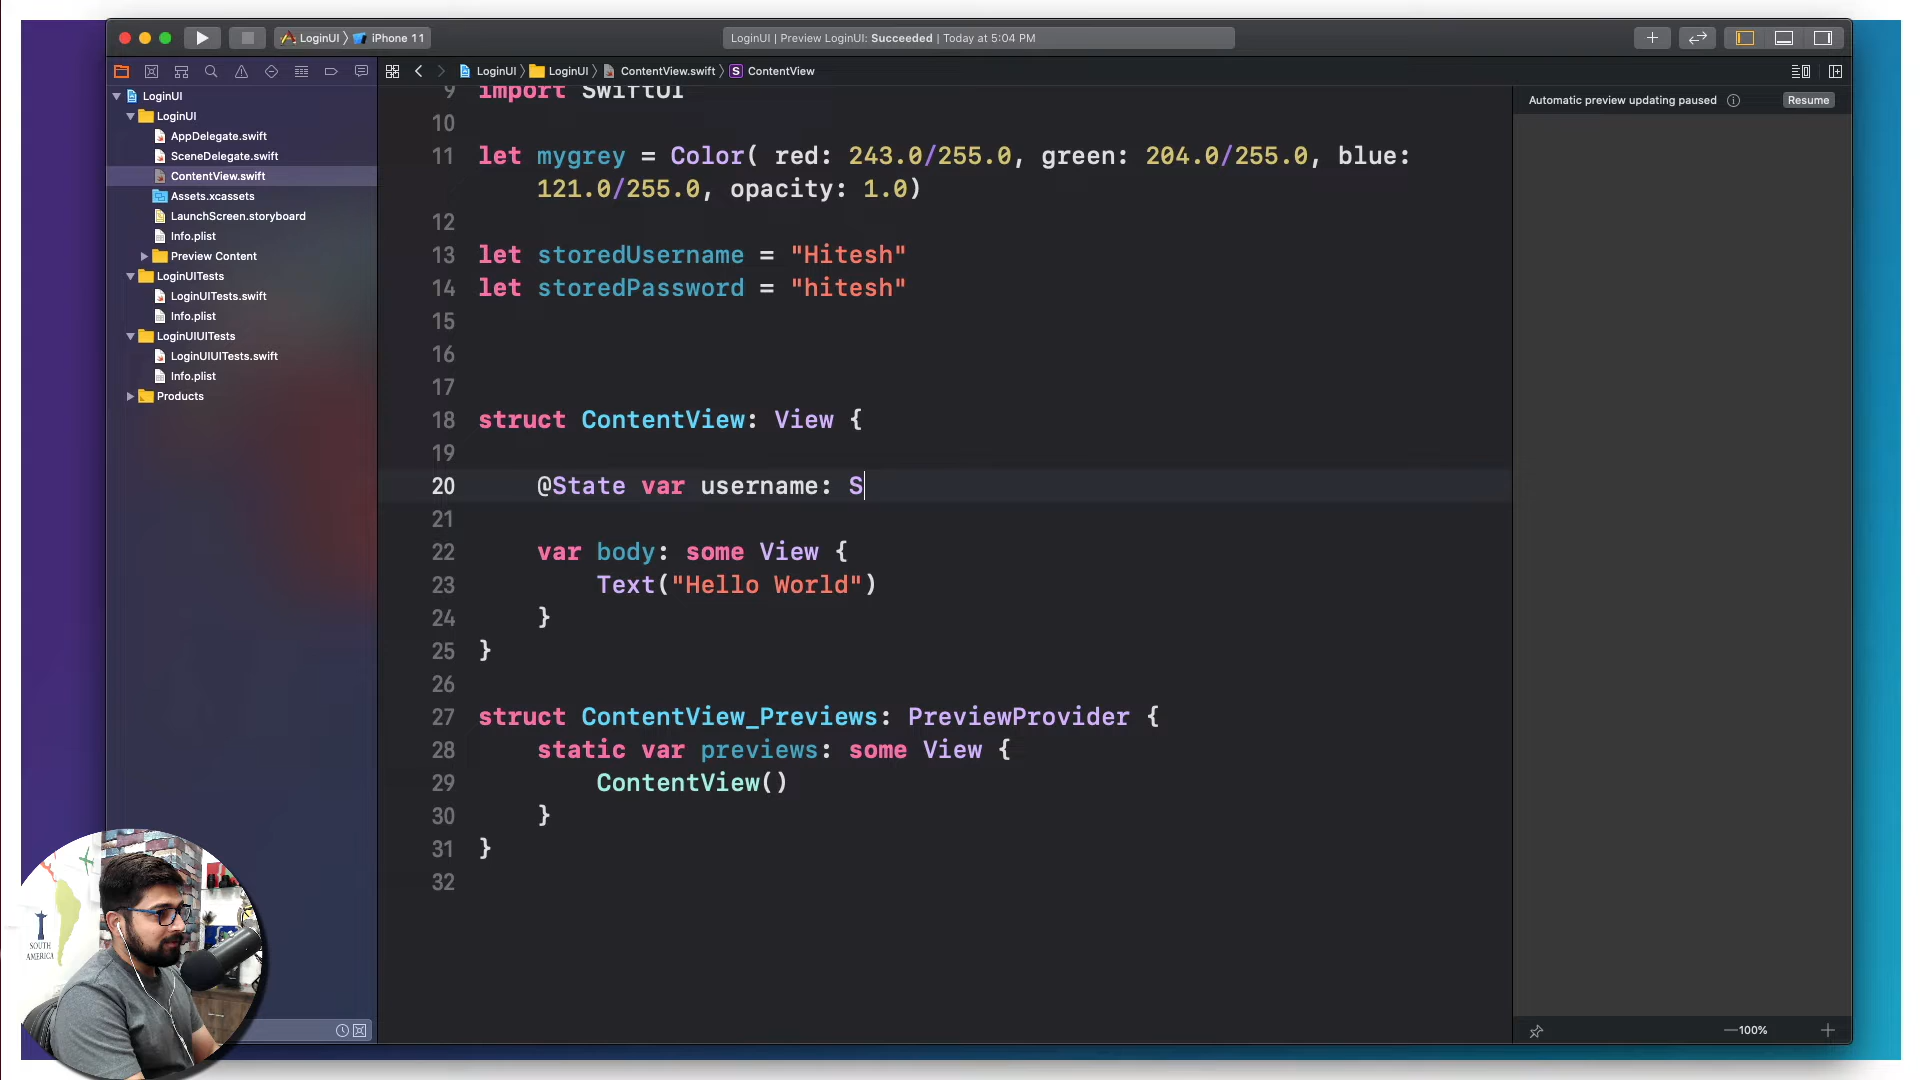 LoginUI 〉 iPhone 11
LoginUI | Preview LoginUI: Succeeded | Today at 5:04 PM
LoginUI 〉 LoginUI 〉 ContentView.swift 〉 S ContentView
LoginUI
LoginUI
AppDelegate.swift
SceneDelegate.swift
ContentView.swift
Assets.xcassets
LaunchScreen.storyboard
Info.plist
Preview Content
LoginUITests
LoginUITests.swift
Info.plist
LoginUIUITests
LoginUIUITests.swift
Info.plist
Products
9 import SwiftUI
10
11 let mygrey = Color( red: 243.0/255.0, green: 204.0/255.0, blue:
121.0/255.0, opacity: 1.0)
12
13 let storedUsername = "Hitesh"
14 let storedPassword = "hitesh"
15
16
17
18 struct ContentView: View {
19
20 @State var username: S
21
22 var body: some View {
23 Text("Hello World")
24 }
25 }
26
27 struct ContentView_Previews: PreviewProvider {
28 static var previews: some View {
29 ContentView()
30 }
31 }
32
Automatic preview updating paused
Resume
100%
SOUTH
AMERICA